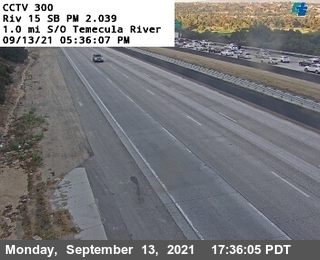 CCTV 300
Riv 15 SB PM 2.039
1.0 mi S/O Temecula River
09/13/21 05:36:07 PM
Monday, September 13, 2021 17:36:05 PDT